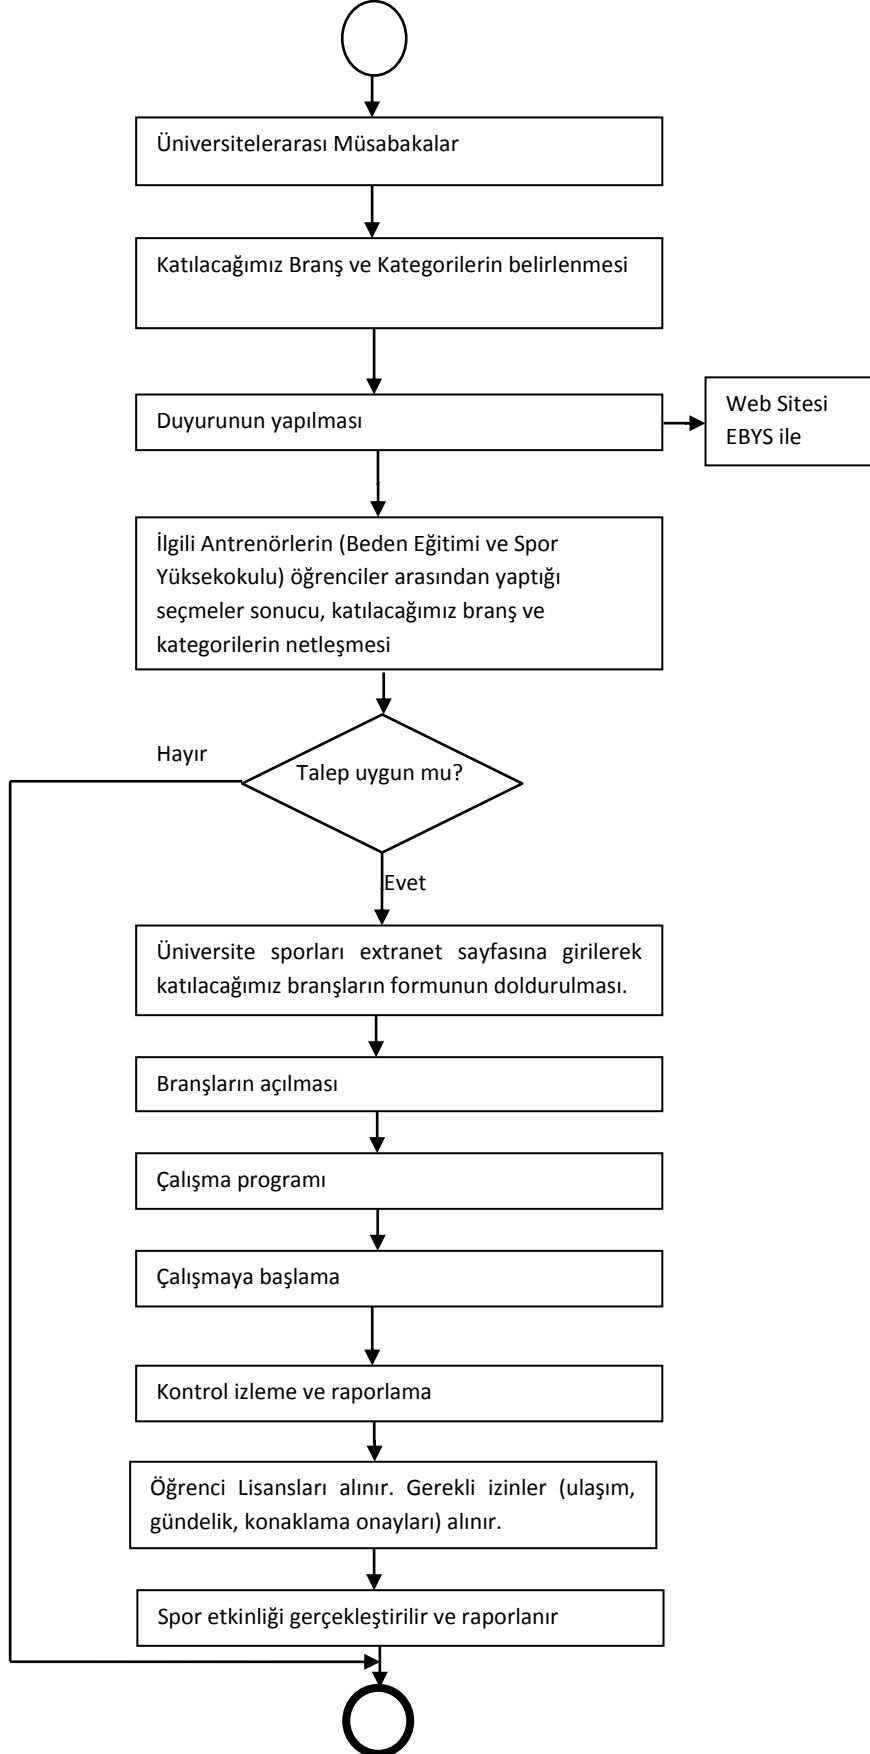 Üniversitelerarası Müsabakalar
Katılacağımız Branş ve Kategorilerin belirlenmesi
Duyurunun yapılması
Web Sitesi
EBYS ile
İlgili Antrenörlerin (Beden Eğitimi ve Spor
Yüksekokulu) öğrenciler arasından yaptığı
seçmeler sonucu, katılacağımız branş ve
kategorilerin netleşmesi
Hayır
Talep uygun mu?
Evet
Üniversite sporları extranet sayfasına girilerek
katılacağımız branşların formunun doldurulması.
Branşların açılması
Çalışma programı
Çalışmaya başlama
Kontrol izleme ve raporlama
Öğrenci Lisansları alınır. Gerekli izinler (ulaşım,
gündelik, konaklama onayları) alınır.
Spor etkinliği gerçekleştirilir ve raporlanır